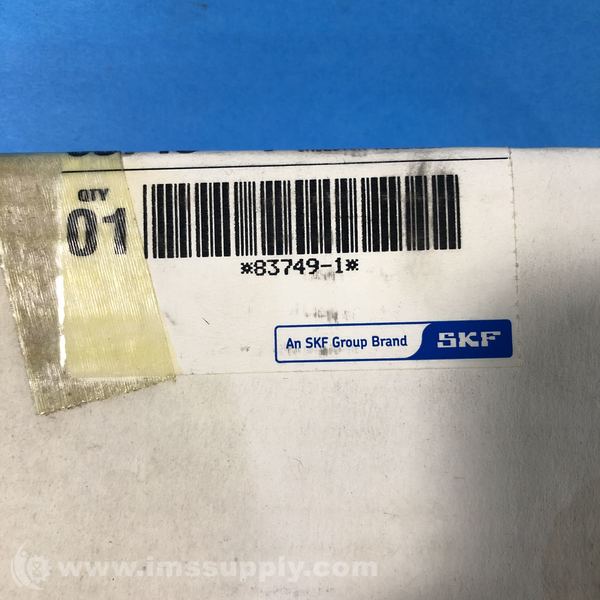 QTY
01
*83749-1*
An SKF Group Brand SKF
www.imssupply.com